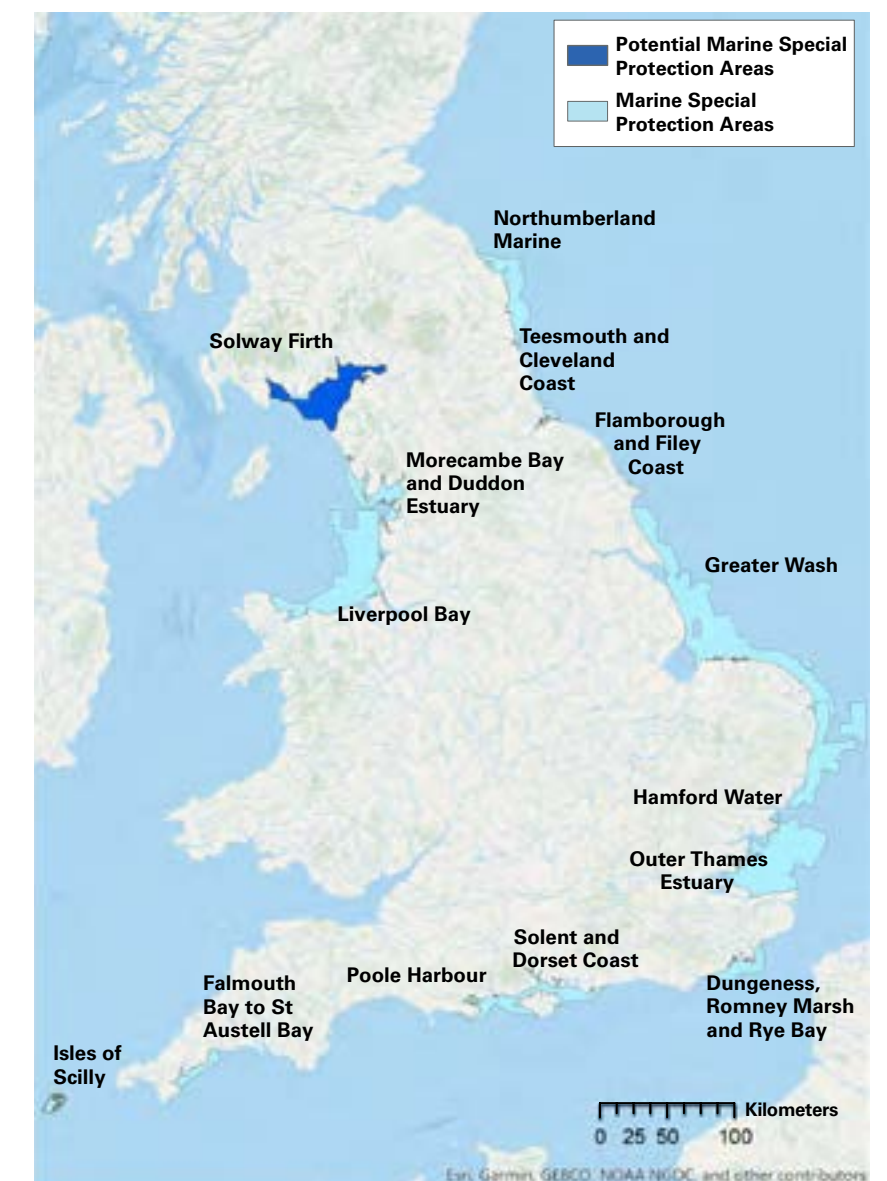 Potential Marine Special
Protection Areas
Marine Special
Protection Areas
Northumberland
Marine
Solway Firth
Teesmouth and
Cleveland
Coast
Flamborough
and Filey
Coast
Morecambe Bay
and Duddon
Estuary
Greater Wash
Liverpool Bay
Hamford Water
Outer Thames
Estuary
Solent and
Dorset Coast
Poole Harbour
Falmouth
Bay to St
Austell Bay
Dungeness,
Romney Marsh
and Rye Bay
Isles of
Scilly
Kilometers
0 25 50 100
Esri, Garmin, GEBCO, NOAA NGDC, and other contributors